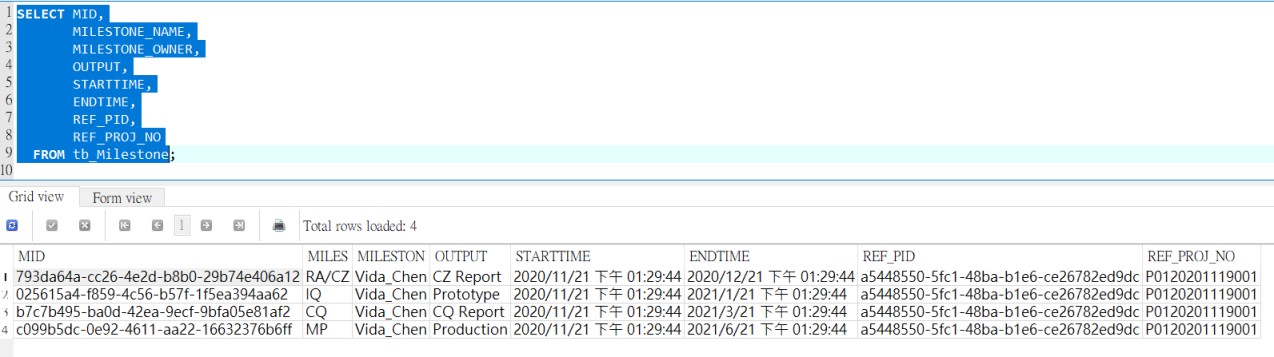 1 SELECT MID,
2 MILESTONE_NAME,
3 MILESTONE_OWNER,
4 OUTPUT,
5 STARTTIME,
6 ENDTIME,
7 REF_PID,
8 REF_PROJ_NO
9 FROM tb_Milestone;
10
Grid view Form view
1 Total rows loaded: 4
MID MILES MILESTON OUTPUT STARTTIME ENDTIME REF_PID REF_PROJ_NO
1 793da64a-cc26-4e2d-b8b0-29b74e406a12 RA/CZ Vida_Chen CZ Report 2020/11/21 下午 01:29:44 2020/12/21 下午 01:29:44 a5448550-5fc1-48ba-b1e6-ce26782ed9dc P0120201119001
2 025615a4-f859-4c56-b57f-1f5ea394aa62 IQ Vida_Chen Prototype 2020/11/21 下午 01:29:44 2021/1/21 下午 01:29:44 a5448550-5fc1-48ba-b1e6-ce26782ed9dc P0120201119001
3 b7c7b495-ba0d-42ea-9ecf-9bfa05e81af2 CQ Vida_Chen CQ Report 2020/11/21 下午 01:29:44 2021/3/21 下午 01:29:44 a5448550-5fc1-48ba-b1e6-ce26782ed9dc P0120201119001
4 c099b5dc-0e92-4611-aa22-16632376b6ff MP Vida_Chen Production 2020/11/21 下午 01:29:44 2021/6/21 下午 01:29:44 a5448550-5fc1-48ba-b1e6-ce26782ed9dc P0120201119001